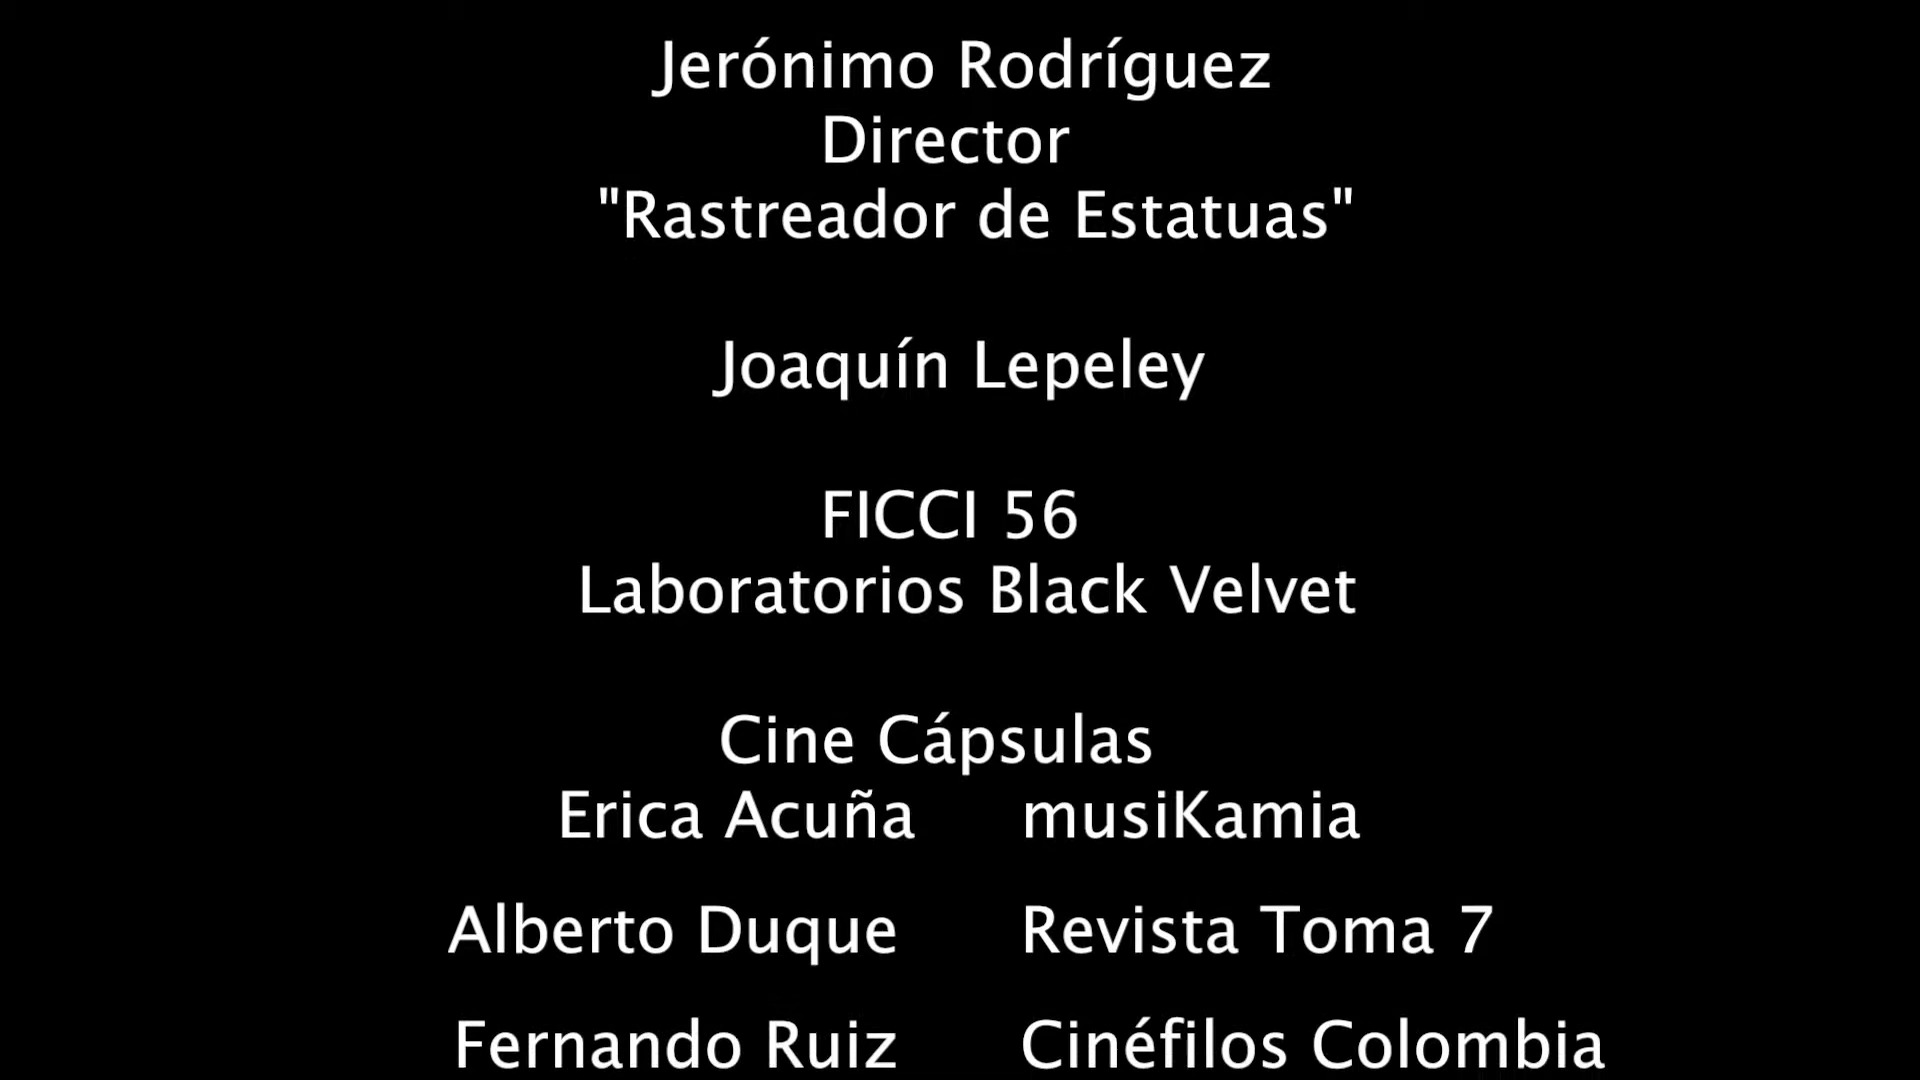 Jerónimo Rodríguez
Director
"Rastreador de Estatuas"
Joaquín Lepeley
FICCI 56
Laboratorios Black Velvet
Cine Cápsulas
Erica Acuña musiKamia
Alberto Duque Revista Toma 7
Fernando Ruiz Cinéfilos Colombia